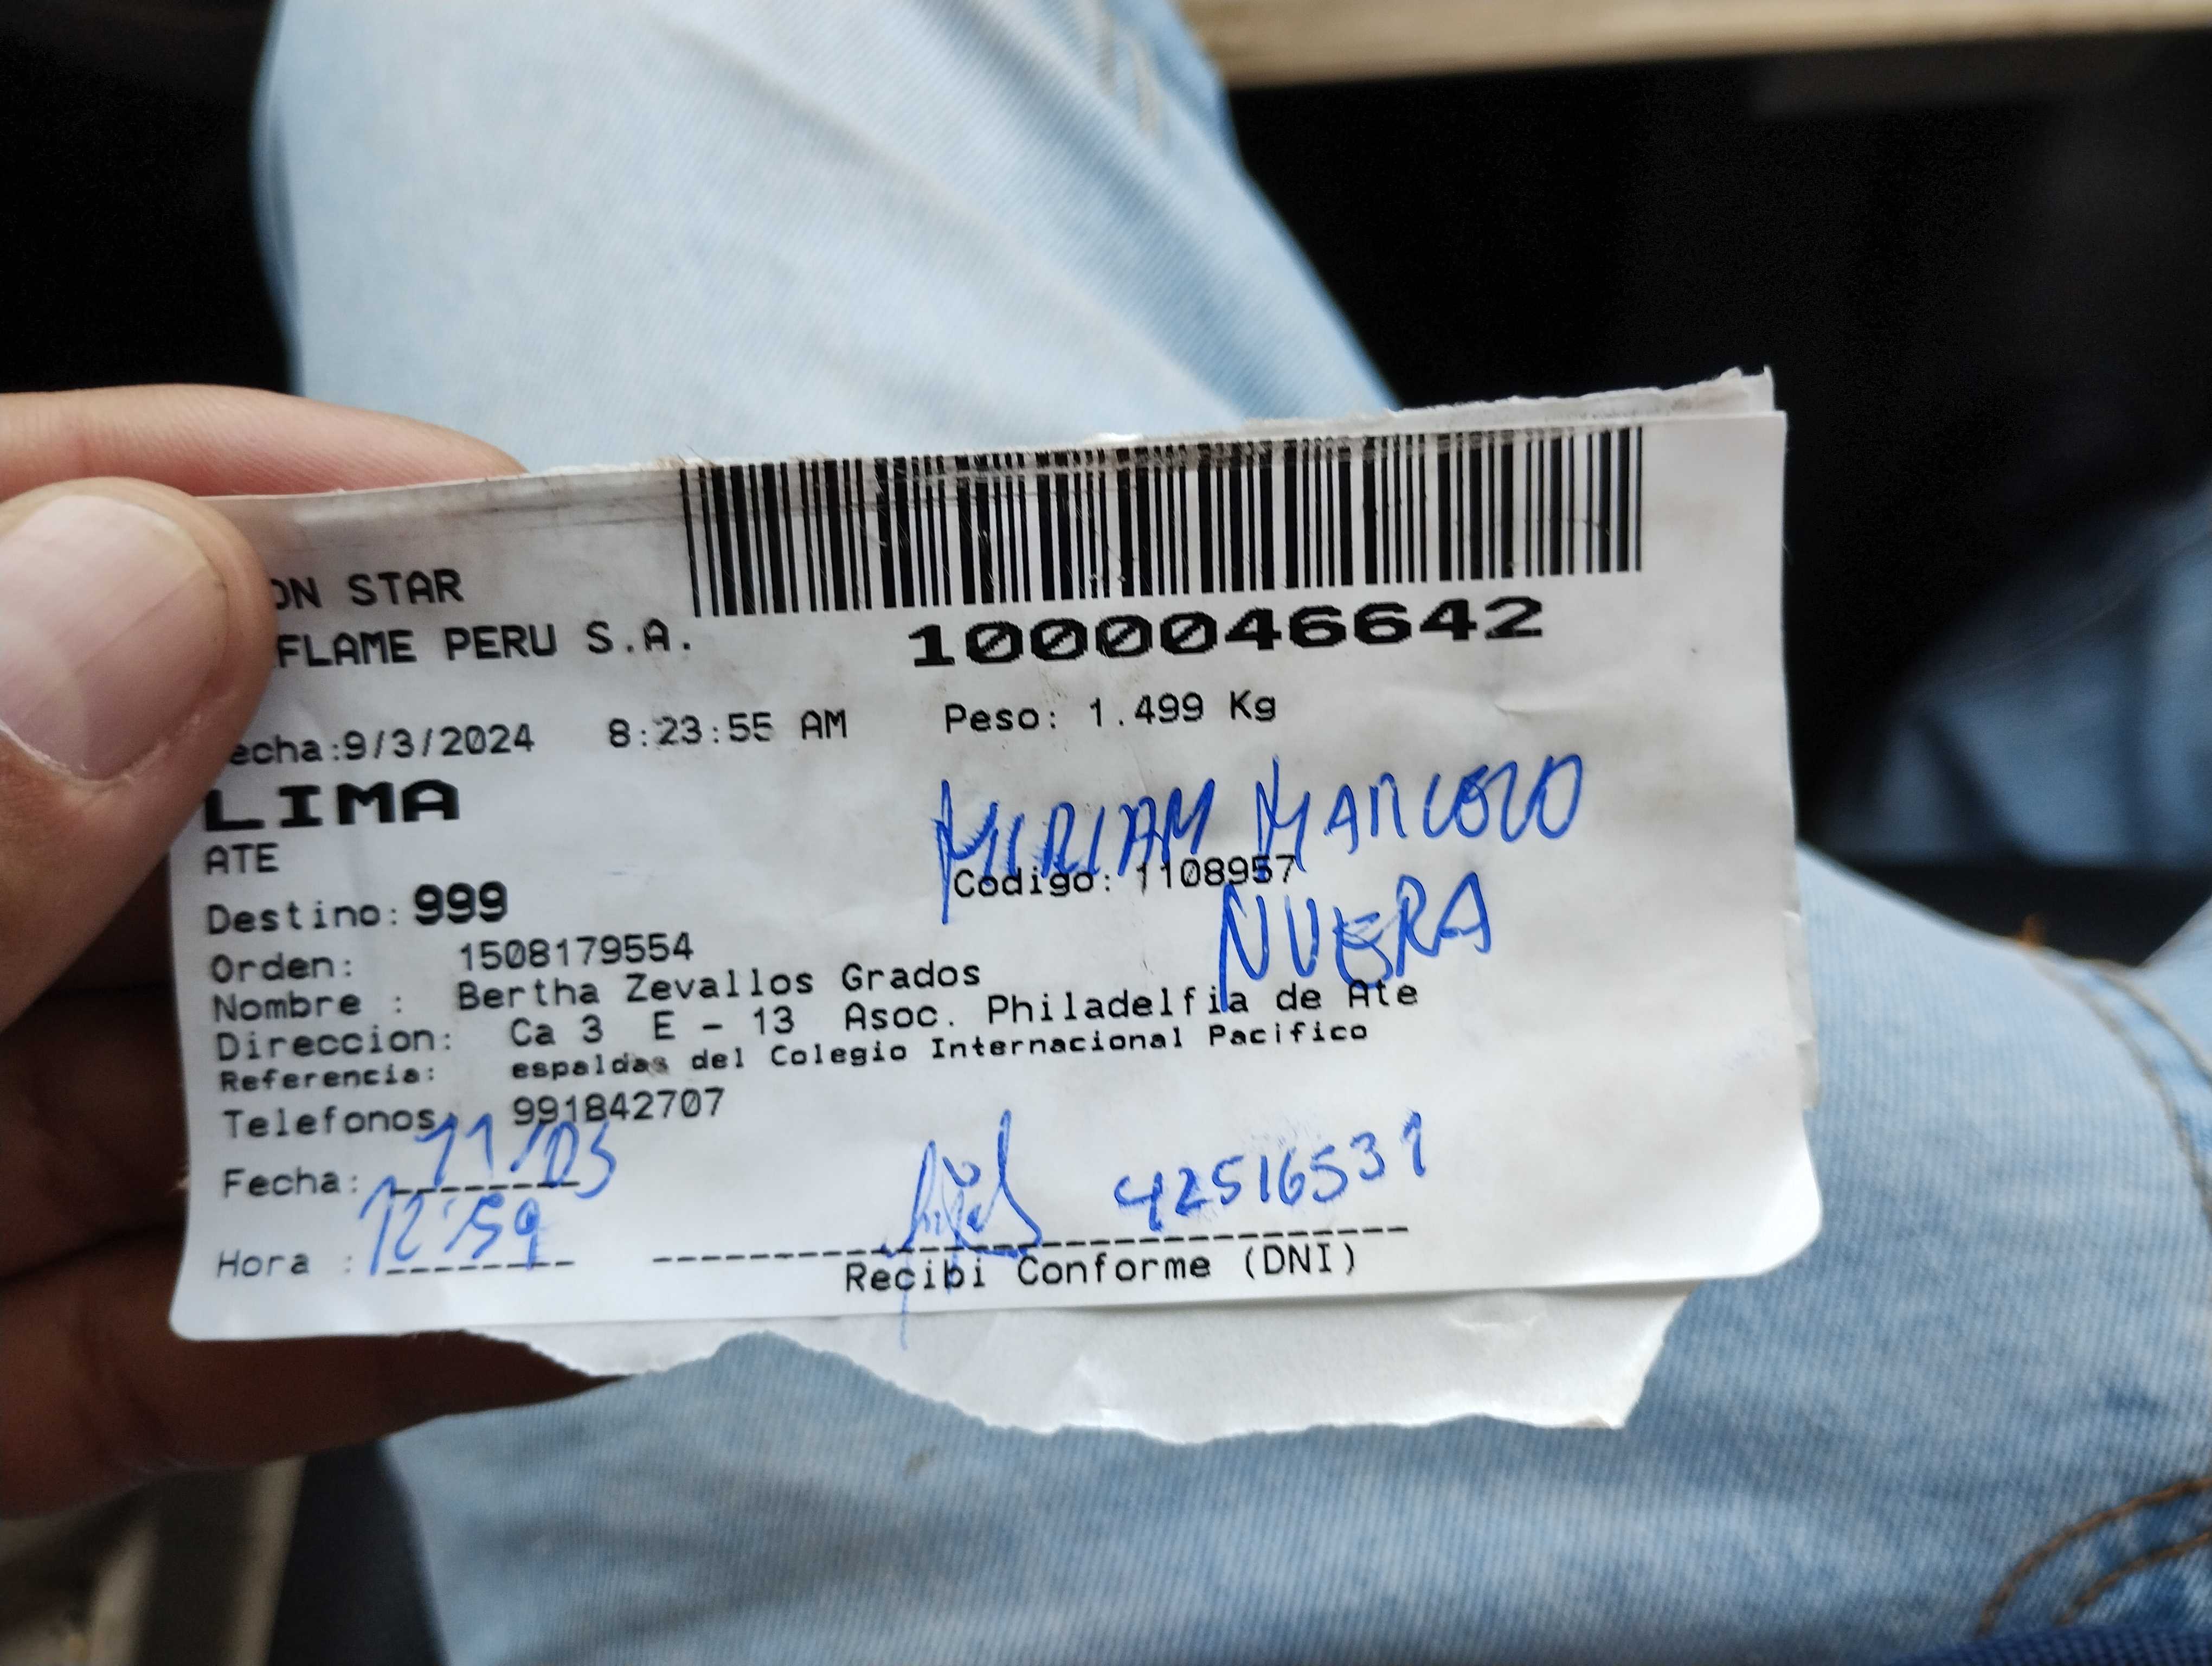 ON STAR
FLAME PERU S.A.
1000046642
echa:9/3/2024 8:23:55 AM Peso: 1.499 Kg
LIMA
MIRIAM
ATE
Codigo: 1108957
NUERA
Destino: 999
Orden: 1508179554
Nombre : Bertha Zevallos Grados
Direccion: Ca 3 E - 13 Asoc. Philadelfia de Ate
Referencia: espaldas del Colegio Internacional Pacifico
Telefonos 991842707
Fecha: 11/03
42516531
Hora : 12:59
Recibi Conforme (DNI)